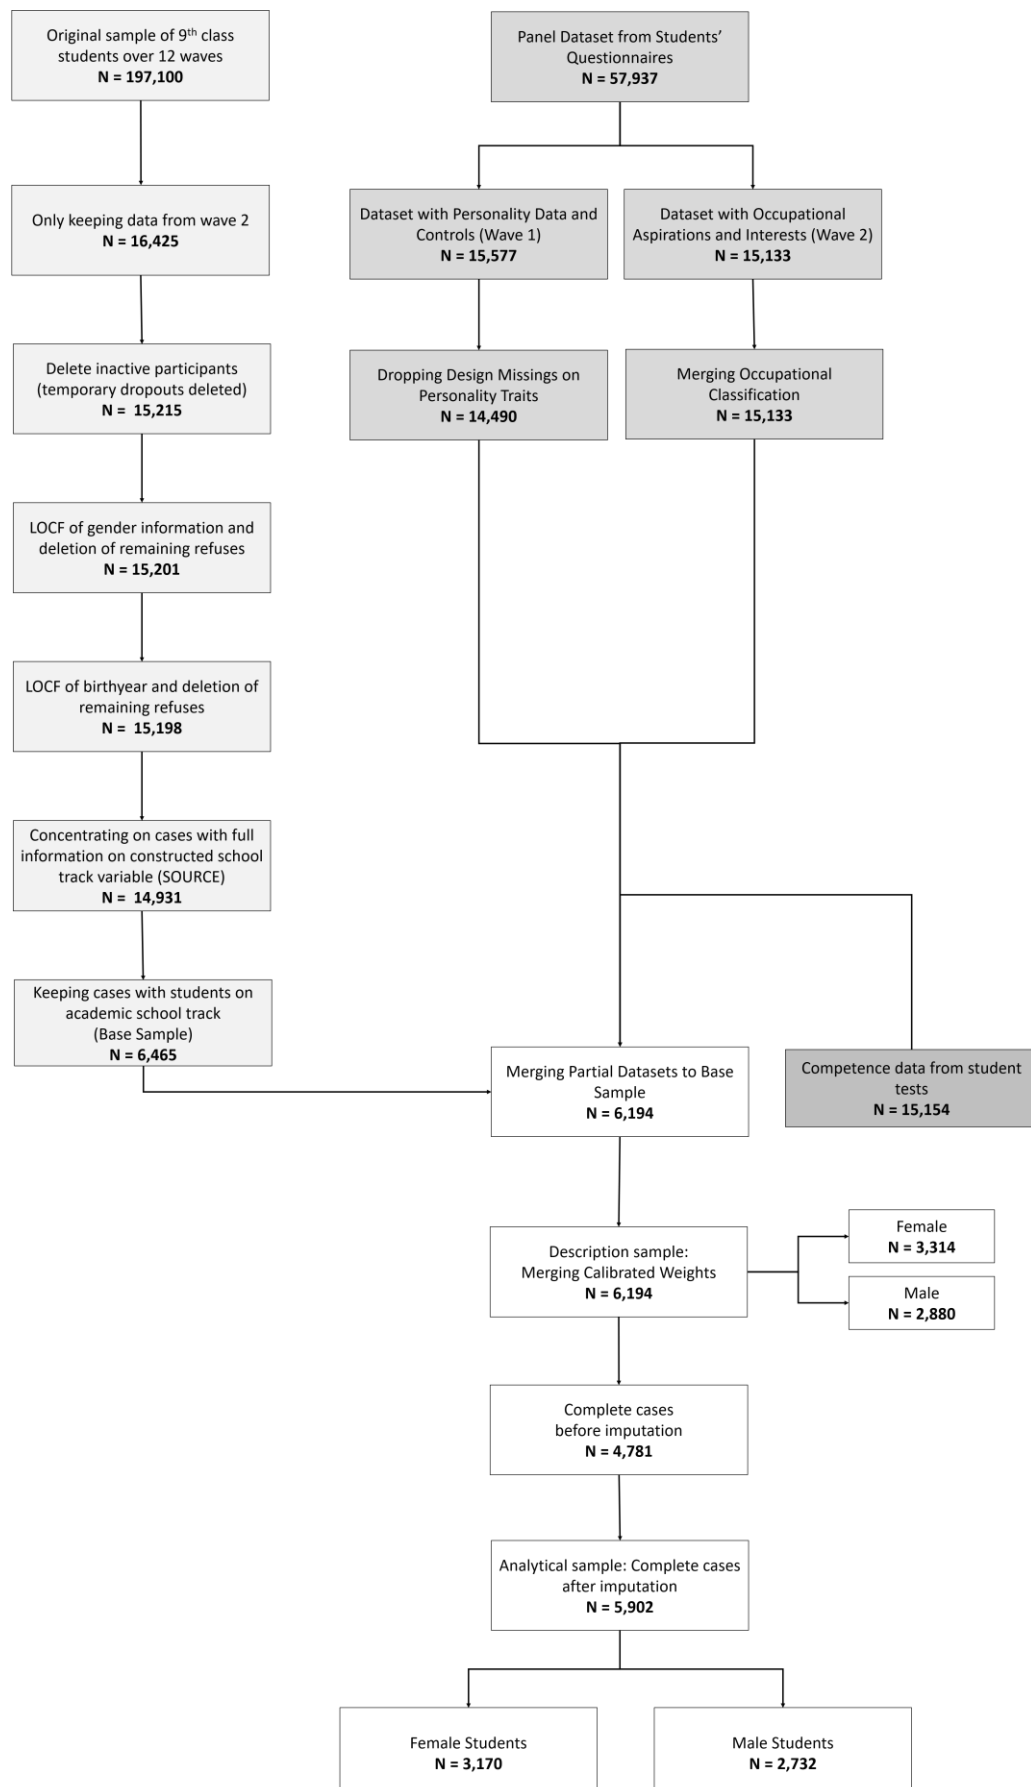 Original sample of 9th class
students over 12 waves
N = 197,100
Panel Dataset from Students'
Questionnaires
N = 57,937
Only keeping data from wave 2
N = 16,425
Dataset with Personality Data and
Controls (Wave 1)
N = 15,577
Dataset with Occupational
Aspirations and Interests (Wave 2)
N = 15,133
Delete inactive participants
(temporary dropouts deleted)
N = 15,215
Dropping Design Missings on
Personality Traits
N = 14,490
Merging Occupational
Classification
N = 15,133
LOCF of gender information and
deletion of remaining refuses
N = 15,201
LOCF of birthyear and deletion of
remaining refuses
N = 15,198
Concentrating on cases with full
information on constructed school
track variable (SOURCE)
N = 14,931
Keeping cases with students on
academic school track
(Base Sample)
N = 6,465
Merging Partial Datasets to Base
Sample
N = 6,194
Competence data from student
tests
N = 15,154
Description sample:
Merging Calibrated Weights
N = 6,194
Female
N = 3,314
Male
N = 2,880
Complete cases
before imputation
N = 4,781
Analytical sample: Complete cases
after imputation
N = 5,902
Female Students
N = 3,170
Male Students
N = 2,732